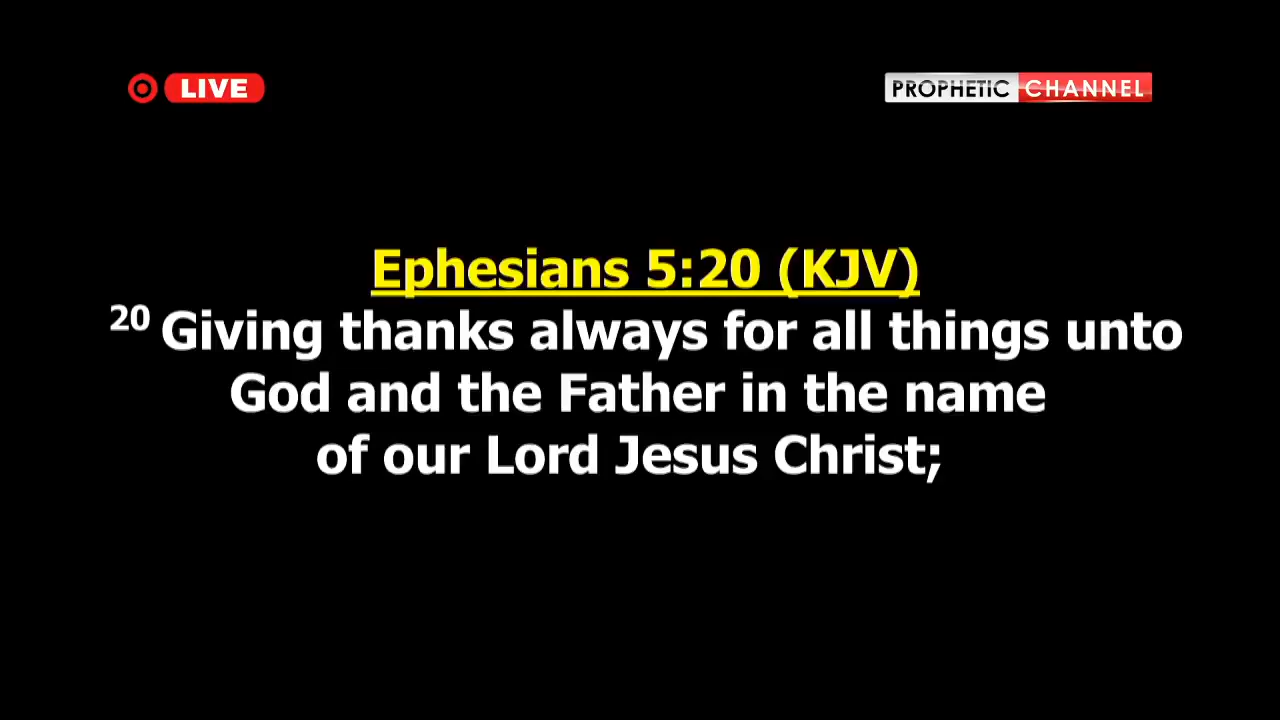 LIVE
PROPHETIC CHANNEL
Ephesians 5:20 (KJV)
20 Giving thanks always for all things unto
God and the Father in the name
of our Lord Jesus Christ;